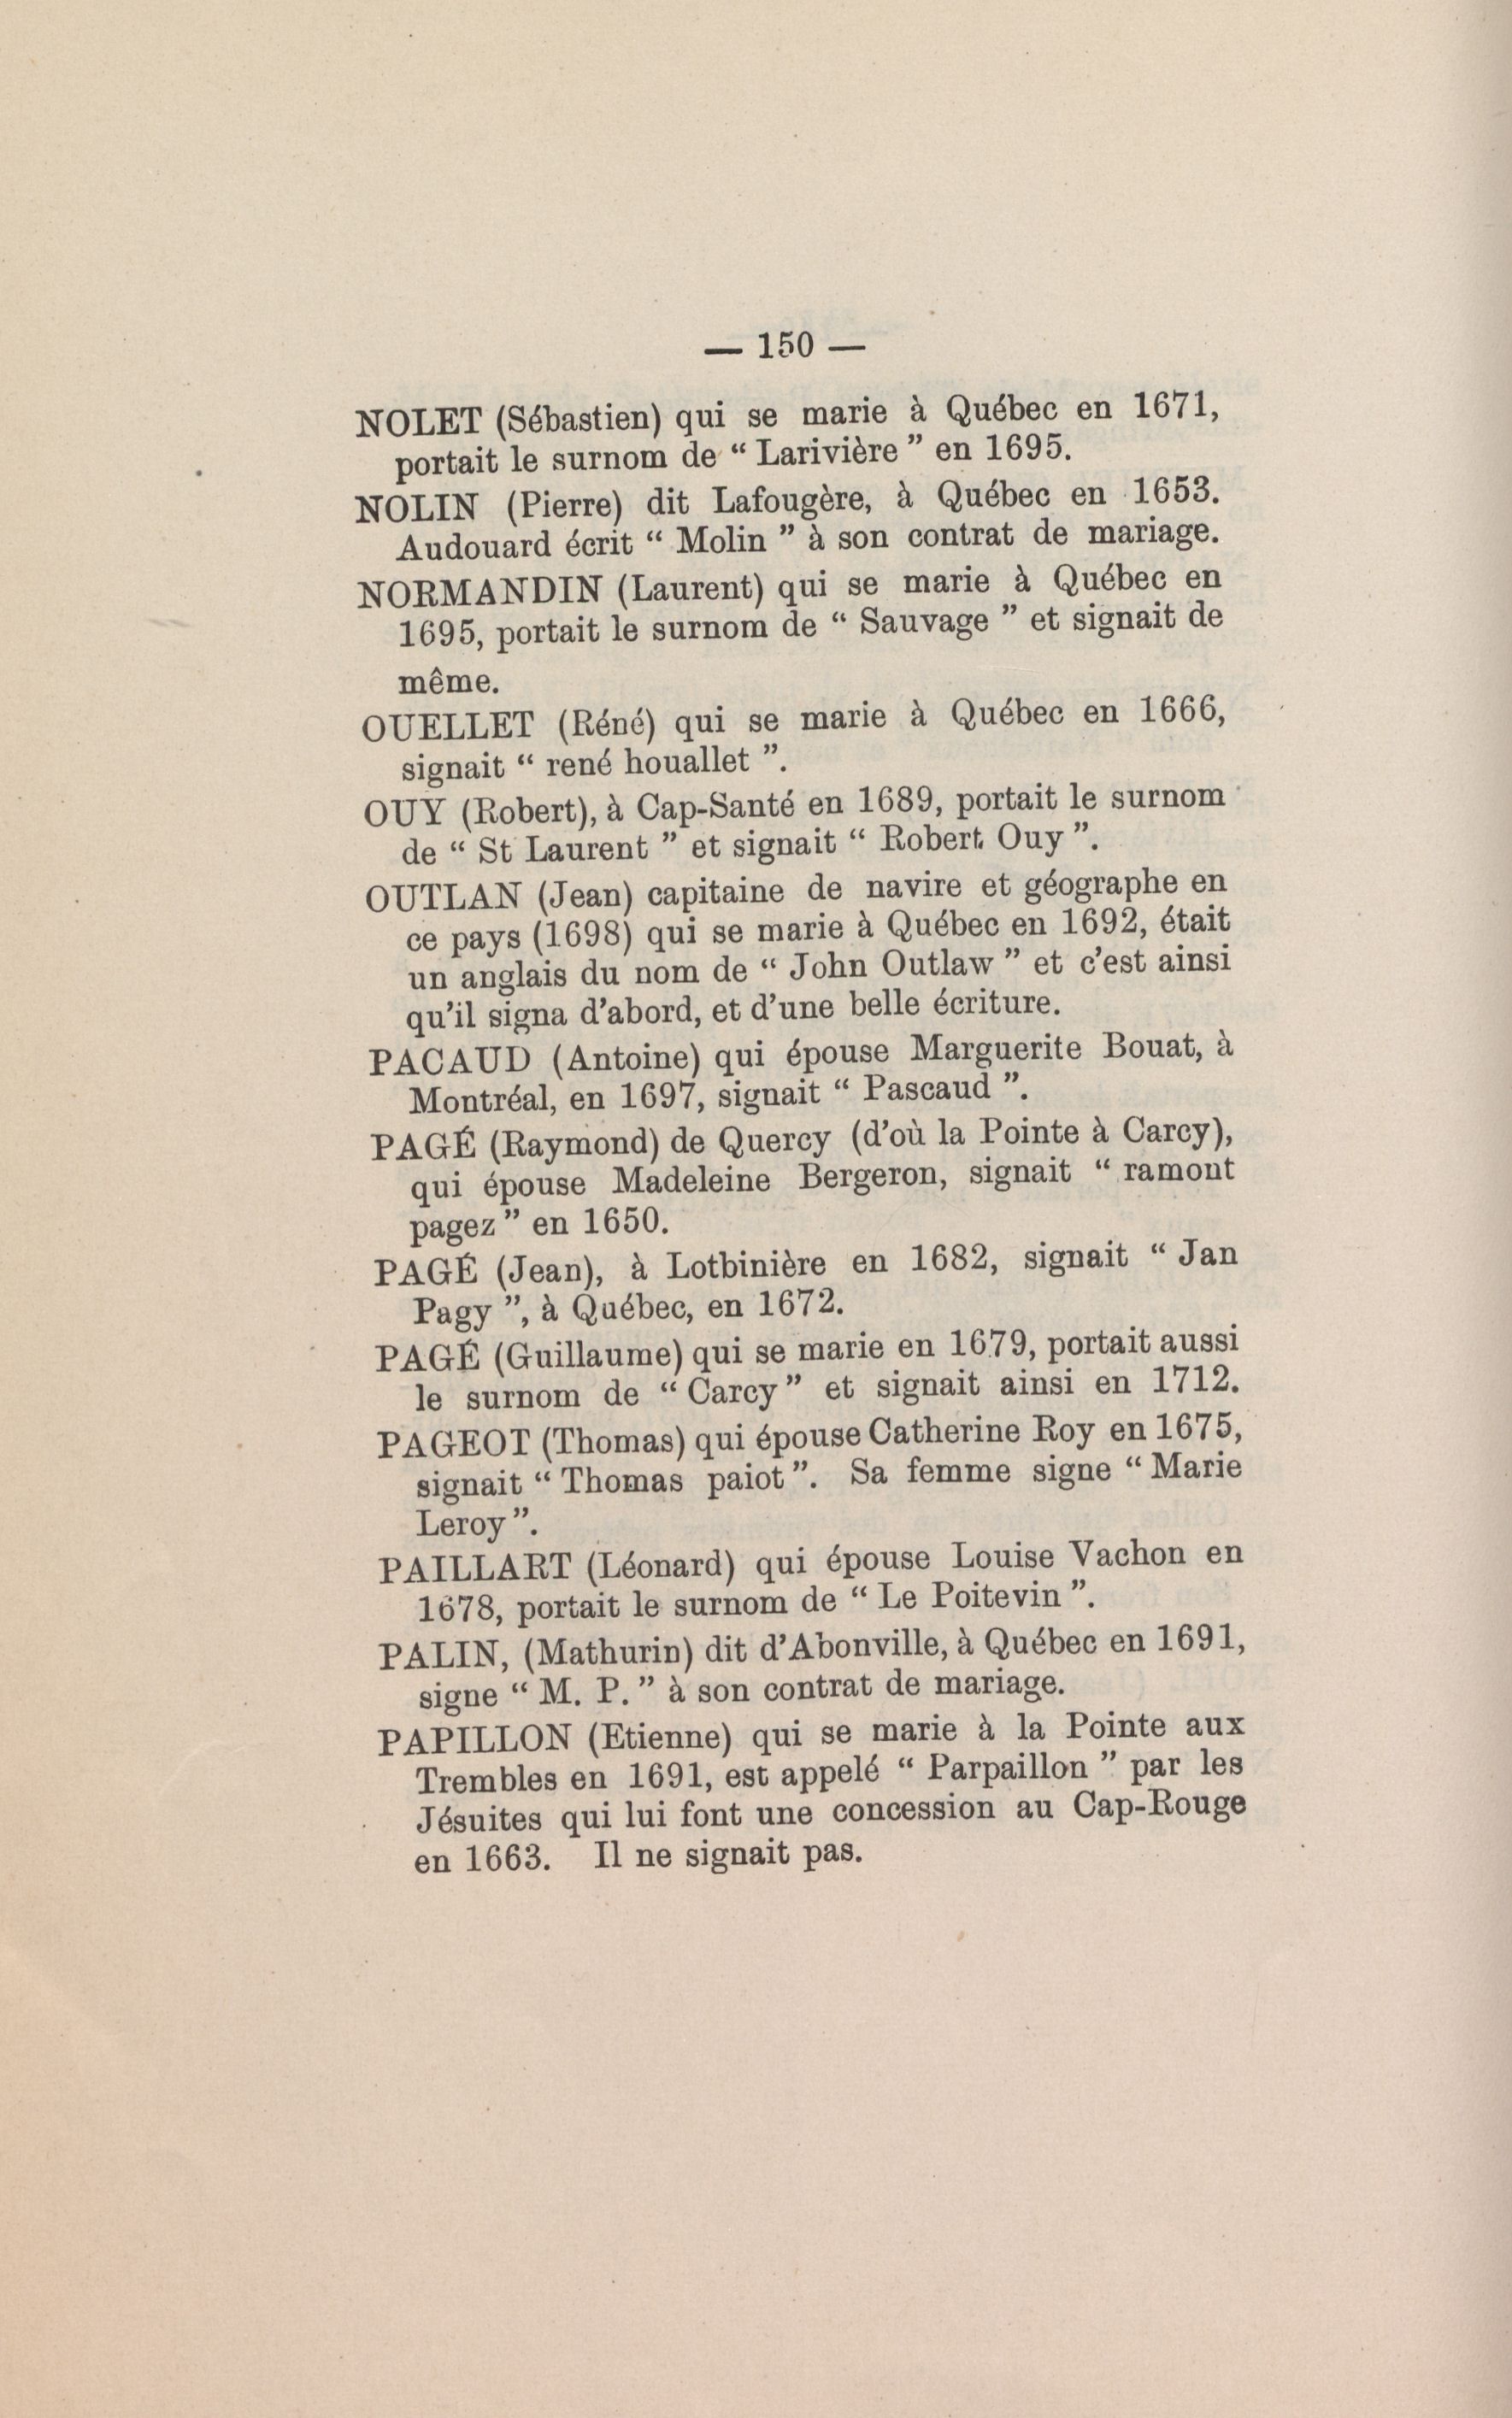 — 150 —
NOLET (Sébastien) qui se marie à Québec en 1671,
portait le surnom de “ Larivière ” en 1695.
NOLIN (Pierre) dit Lafougère, à Québec en 1653.
Audouard écrit “ Molin ” à son contrat de mariage.
NORMANDIN (Laurent) qui se marie à Québec en
1695, portait le surnom de “ Sauvage ” et signait de
même.
OUELLET (Réné) qui se marie à Québec en 1666,
signait “ rené houallet ”.
OUY (Robert), à Cap-Santé en 1689, portait le surnom
de “ St Laurent ” et signait “ Robert Ouy ”.
OUTLAN (Jean) capitaine de navire et géographe en
ce pays (1698) qui se marie à Québec en 1692, était
un anglais du nom de “ John Outlaw ” et c’est ainsi
qu’il signa d’abord, et d’une belle écriture.
PACAUD (Antoine) qui épouse Marguerite Bouat, à
Montréal, en 1697, signait “ Pascaud ”.
PAGÉ (Raymond) de Quercy (d’où la Pointe à Carcy),
qui épouse Madeleine Bergeron, signait “ ramont
pagez ” en 1650.
PAGÉ (Jean), à Lotbinière en 1682, signait “ Jan
Pagy ”, à Québec, en 1672.
PAGÉ (Guillaume) qui se marie en 1679, portait aussi
le surnom de “ Carcy ” et signait ainsi en 1712.
PAGEOT (Thomas) qui épouse Catherine Roy en 1675,
signait “ Thomas paiot ”. Sa femme signe “ Marie
Leroy ”.
PAILLART (Léonard) qui épouse Louise Vachon en
1678, portait le surnom de “ Le Poitevin ”.
PALIN, (Mathurin) dit d’Abonville, à Québec en 1691,
signe “ M. P. ” à son contrat de mariage.
PAPILLON (Etienne) qui se marie à la Pointe aux
Trembles en 1691, est appelé “ Parpaillon ” par les
Jésuites qui lui font une concession au Cap-Rouge
en 1663. Il ne signait pas.